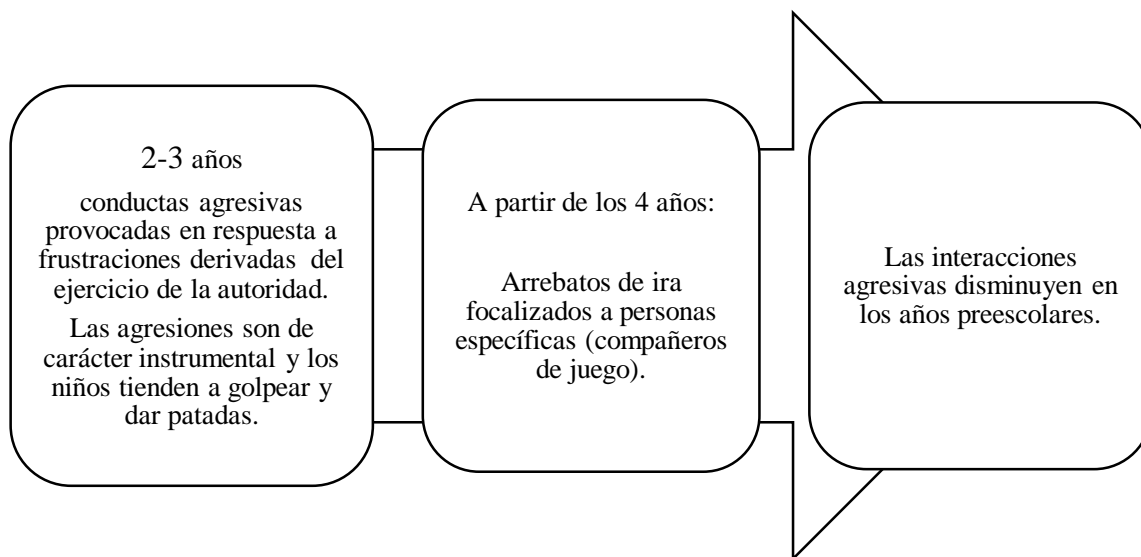 2-3 años
conductas agresivas
provocadas en respuesta a
frustraciones derivadas del
ejercicio de la autoridad.
Las agresiones son de
carácter instrumental y los
niños tienden a golpear y
dar patadas.
A partir de los 4 años:
Arrebatos de ira
focalizados a personas
específicas (compañeros
de juego).
Las interacciones
agresivas disminuyen en
los años preescolares.